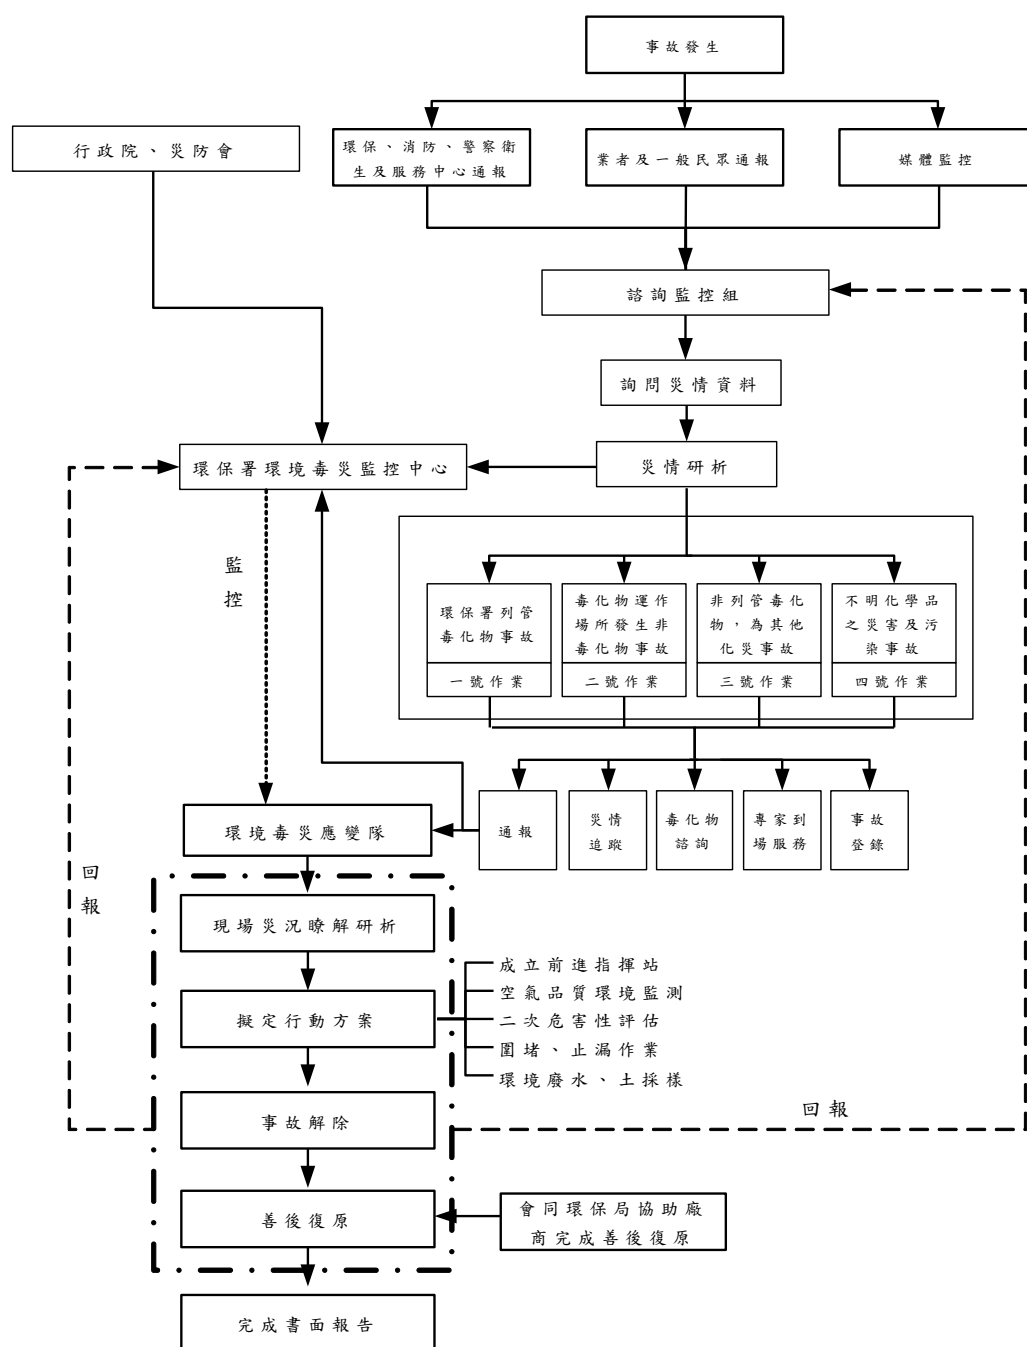 事故發生
行政院、災防會
環保、消防、警察衛
生及服務中心通報
業者及一般民眾通報
媒體監控
諮詢監控組
詢問災情資料
環保署環境毒災監控中心
災情研析
監
控
環保署列管
毒化物事故
一號作業
毒化物運作
場所發生非
毒化物事故
二號作業
非列管毒化
物，為其他
化災事故
三號作業
不明化學品
之災害及污
染事故
四號作業
通報
災情
追蹤
毒化物
諮詢
專家到
場服務
事故
登錄
環境毒災應變隊
回
報
現場災況瞭解研析
擬定行動方案
成立前進指揮站
空氣品質環境監測
二次危害性評估
圍堵、止漏作業
環境廢水、土採樣
事故解除
回報
善後復原
會同環保局協助廠
商完成善後復原
完成書面報告